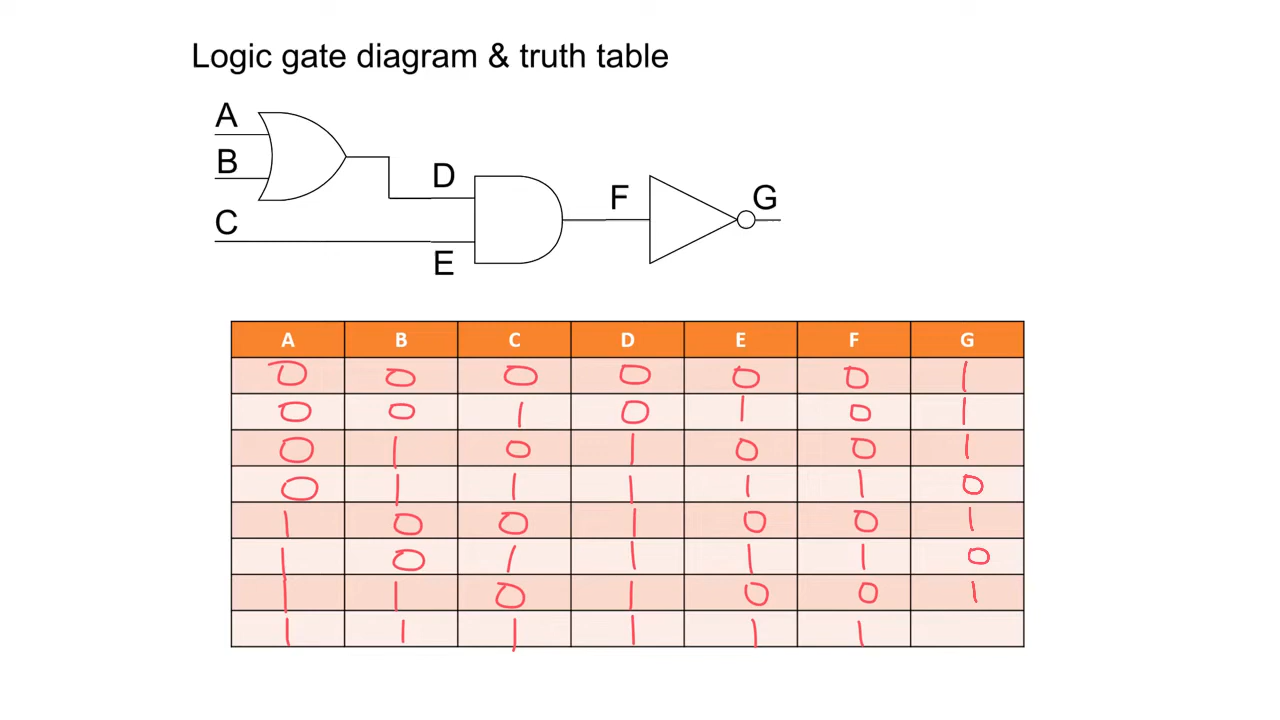 Logic gate diagram & truth table
A
B
C
D
E
F
G
A B C D E F G
0 0 0 0 0 0 1
0 0 1 0 1 0 1
0 1 0 1 0 0 1
0 1 1 1 1 1 0
1 0 0 1 0 0 1
1 0 1 1 1 1 0
1 1 0 1 0 0 1
1 1 1 1 1 1